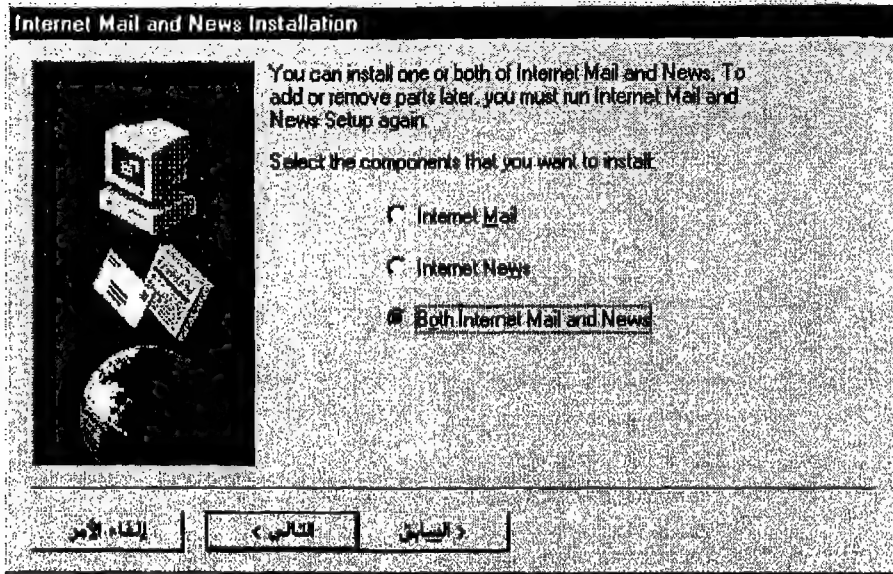 Internet Mail and News Installation
You can install one or both of Internet Mail and News. To
add or remove parts later, you must run Internet Mail and
News Setup again.
Select the components that you want to install:
Internet Mail
Internet News
Both Internet Mail and News
< السابق
التالي >
إلغاء الأمر